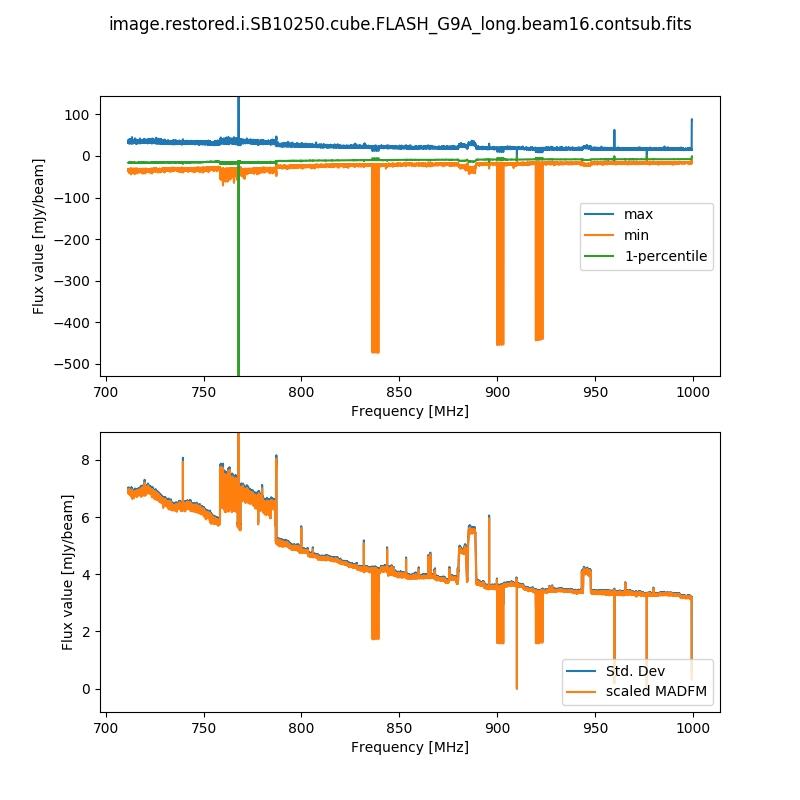 image.restored.i.SB10250.cube.FLASH_G9A_long.beam16.contsub.fits
100
0
−100
−200
−300
−400
−500
Flux value [mJy/beam]
max
min
1-percentile
700 750 800 850 900 950 1000
Frequency [MHz]
8
6
4
2
0
Flux value [mJy/beam]
Std. Dev
scaled MADFM
700 750 800 850 900 950 1000
Frequency [MHz]